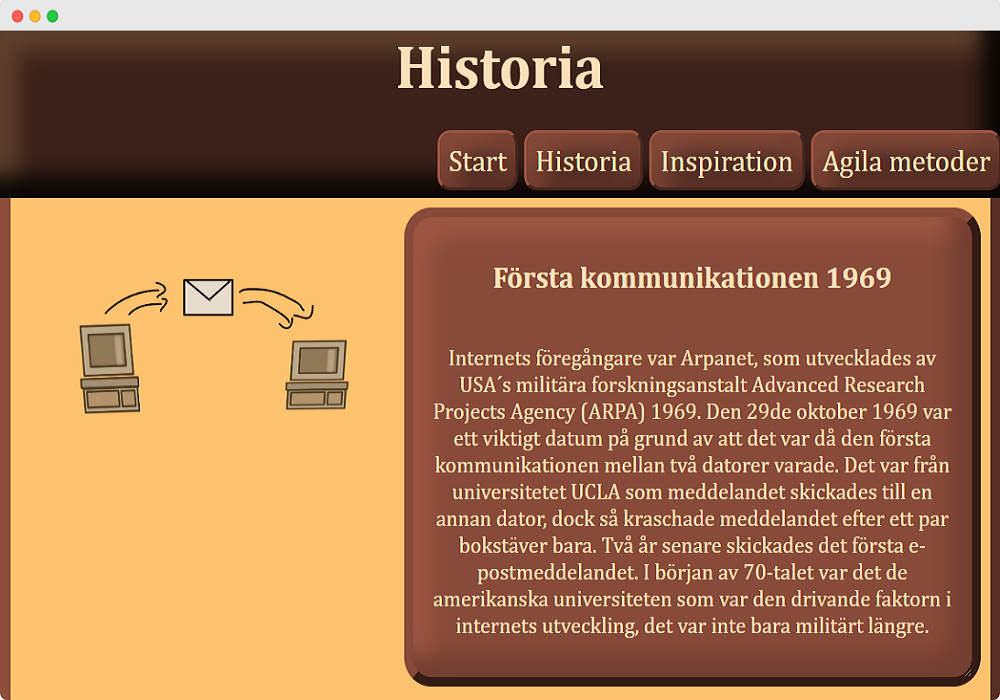 Historia
Start Historia Inspiration Agila metoder
Första kommunikationen 1969
Internets föregångare var Arpanet, som utvecklades av
USA´s militära forskningsanstalt Advanced Research
Projects Agency (ARPA) 1969. Den 29de oktober 1969 var
ett viktigt datum på grund av att det var då den första
kommunikationen mellan två datorer varade. Det var från
universitetet UCLA som meddelandet skickades till en
annan dator, dock så kraschade meddelandet efter ett par
bokstäver bara. Två år senare skickades det första e-
postmeddelandet. I början av 70-talet var det de
amerikanska universiteten som var den drivande faktorn i
internets utveckling, det var inte bara militärt längre.